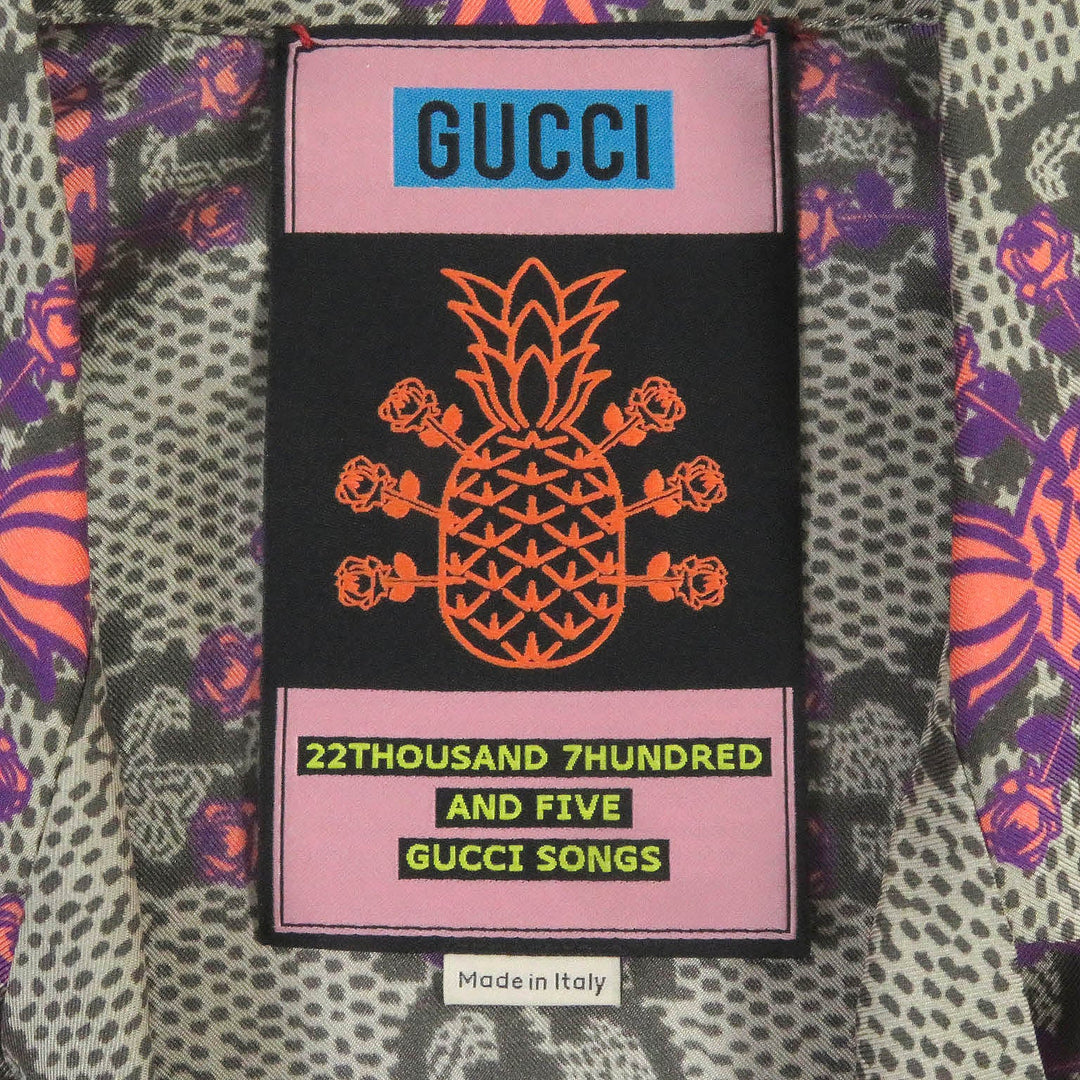 GUCCI
22THOUSAND 7HUNDRED
AND FIVE
GUCCI SONGS
Made in Italy